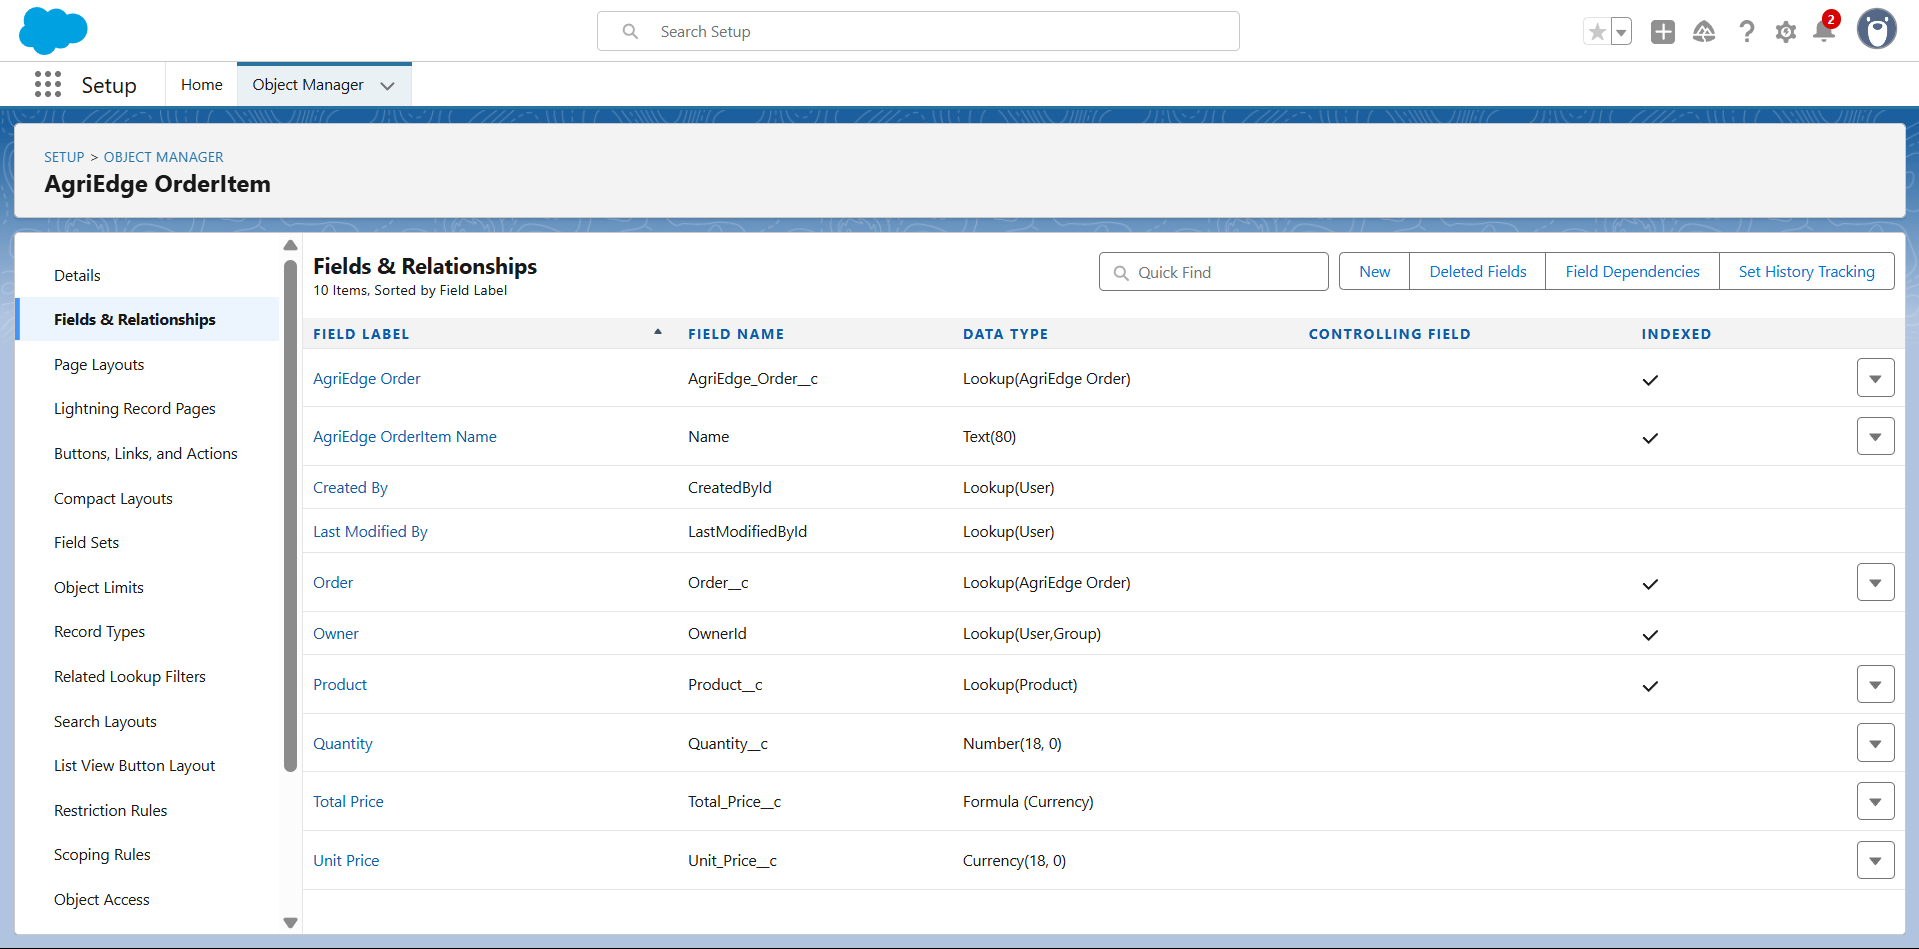 Search Setup
2
Setup
Home
Object Manager
SETUP > OBJECT MANAGER
AgriEdge OrderItem
Details
Fields & Relationships
Page Layouts
Lightning Record Pages
Buttons, Links, and Actions
Compact Layouts
Field Sets
Object Limits
Record Types
Related Lookup Filters
Search Layouts
List View Button Layout
Restriction Rules
Scoping Rules
Object Access
Fields & Relationships
10 Items, Sorted by Field Label
Quick Find
New
Deleted Fields
Field Dependencies
Set History Tracking
FIELD LABEL FIELD NAME DATA TYPE CONTROLLING FIELD INDEXED
AgriEdge Order AgriEdge_Order__c Lookup(AgriEdge Order)
AgriEdge OrderItem Name Name Text(80)
Created By CreatedById Lookup(User)
Last Modified By LastModifiedById Lookup(User)
Order Order__c Lookup(AgriEdge Order)
Owner OwnerId Lookup(User,Group)
Product Product__c Lookup(Product)
Quantity Quantity__c Number(18, 0)
Total Price Total_Price__c Formula (Currency)
Unit Price Unit_Price__c Currency(18, 0)